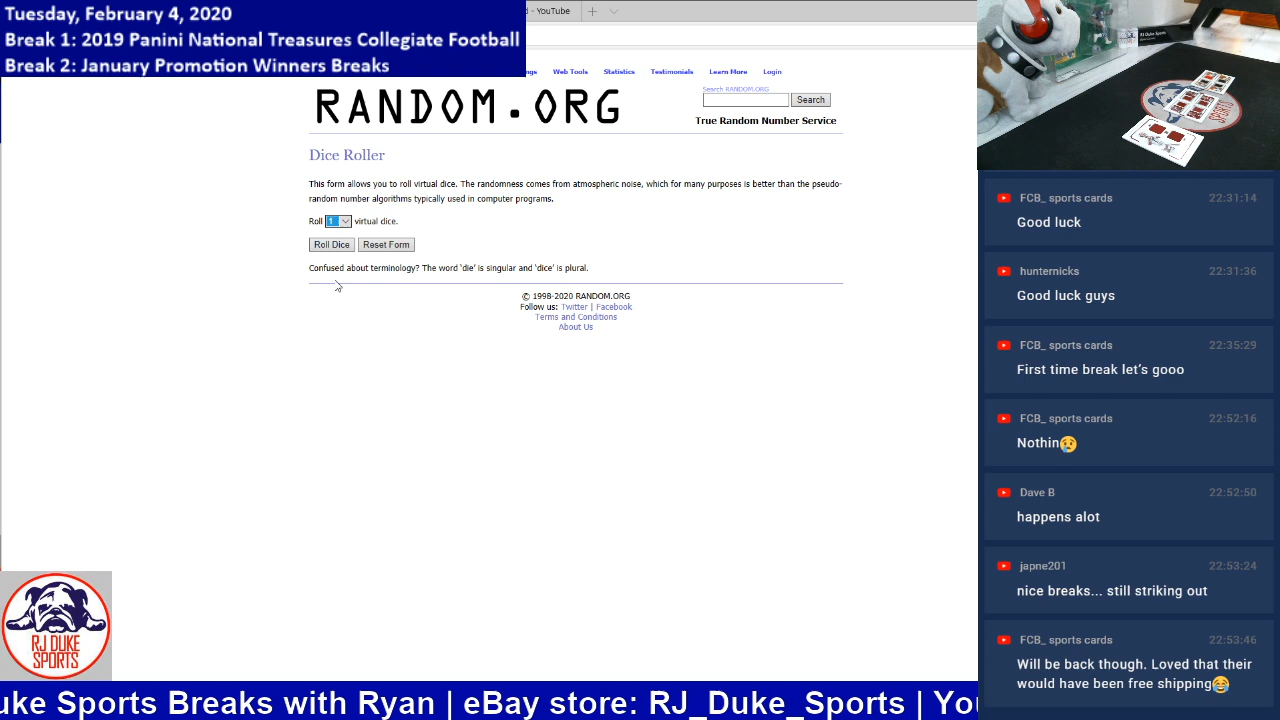 Tuesday, February 4, 2020
Break 1: 2019 Panini National Treasures Collegiate Football
Break 2: January Promotion Winners Breaks
d - YouTube
ngs Web Tools Statistics Testimonials Learn More Login
RANDOM.ORG
Search RANDOM.ORG
Search
True Random Number Service
Dice Roller
This form allows you to roll virtual dice. The randomness comes from atmospheric noise, which for many purposes is better than the pseudo-
random number algorithms typically used in computer programs.
Roll 1 virtual dice.
Roll Dice Reset Form
Confused about terminology? The word 'die' is singular and 'dice' is plural.
© 1998-2020 RANDOM.ORG
Follow us: Twitter | Facebook
Terms and Conditions
About Us
FCB_ sports cards 22:31:14
Good luck
hunternicks 22:31:36
Good luck guys
FCB_ sports cards 22:35:29
First time break let's gooo
FCB_ sports cards 22:52:16
Nothin😢
Dave B 22:52:50
happens alot
japne201 22:53:24
nice breaks... still striking out
FCB_ sports cards 22:53:46
Will be back though. Loved that their
would have been free shipping😂
RJ DUKE
SPORTS
uke Sports Breaks with Ryan | eBay store: RJ_Duke_Sports | You